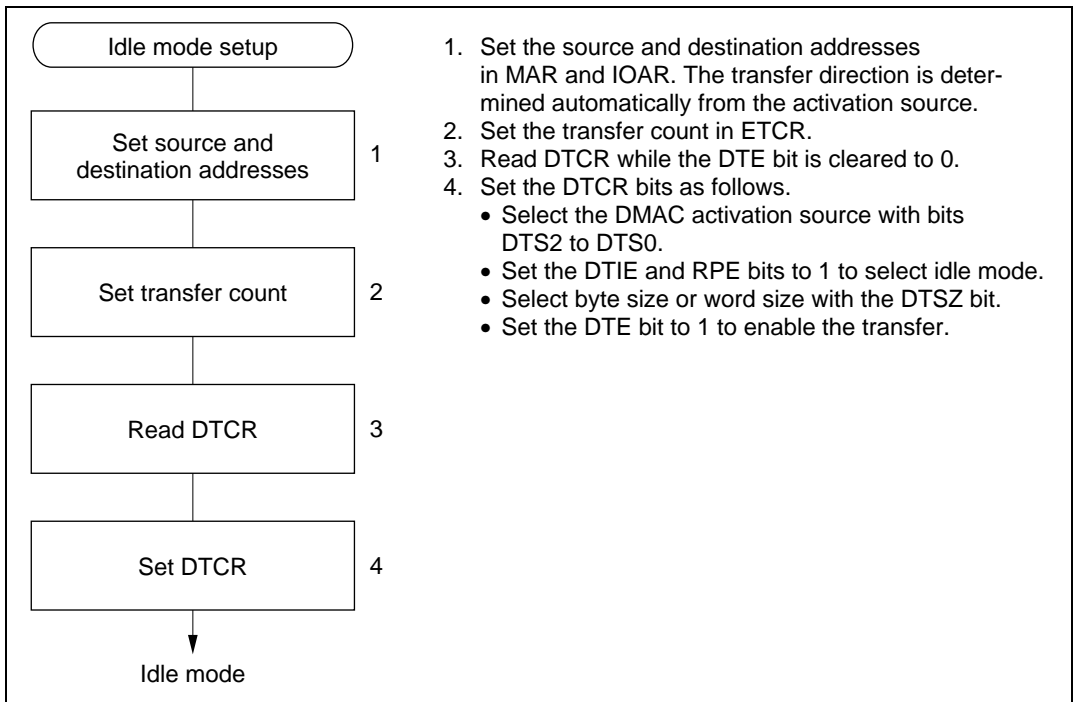 Idle mode setup
Set source and
destination addresses
1
Set transfer count
2
Read DTCR
3
Set DTCR
4
Idle mode
1. Set the source and destination addresses
in MAR and IOAR. The transfer direction is deter-
mined automatically from the activation source.
2. Set the transfer count in ETCR.
3. Read DTCR while the DTE bit is cleared to 0.
4. Set the DTCR bits as follows.
• Select the DMAC activation source with bits
DTS2 to DTS0.
• Set the DTIE and RPE bits to 1 to select idle mode.
• Select byte size or word size with the DTSZ bit.
• Set the DTE bit to 1 to enable the transfer.